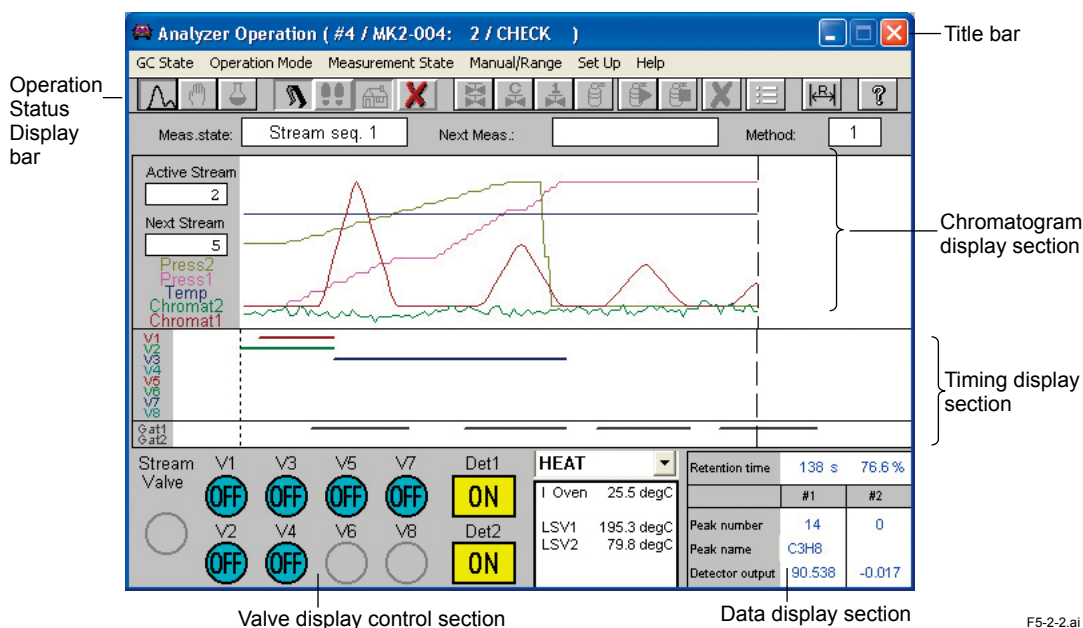 Analyzer Operation ( #4 / MK2-004: 2 / CHECK )
Title bar
GC State Operation Mode Measurement State Manual/Range Set Up Help
Operation
Status
Display
bar
C 1 R ?
Meas.state: Stream seq. 1 Next Meas.: Method: 1
Active Stream
2
Next Stream
5
Press2
Press1
Temp
Chromat2
Chromat1
Chromatogram
display section
V1
V2
V3
V4
V5
V6
V7
V8
Gat1
Gat2
Timing display
section
Stream
Valve
V1 V3 V5 V7
OFF OFF OFF OFF
V2 V4 V6 V8
OFF OFF
Det1
ON
Det2
ON
HEAT
I Oven 25.5 degC
LSV1 195.3 degC
LSV2 79.8 degC
Retention time 138 s 76.6%
#1 #2
Peak number 14 0
Peak name C3H8
Detector output 90.538 -0.017
Valve display control section
Data display section
F5-2-2.ai